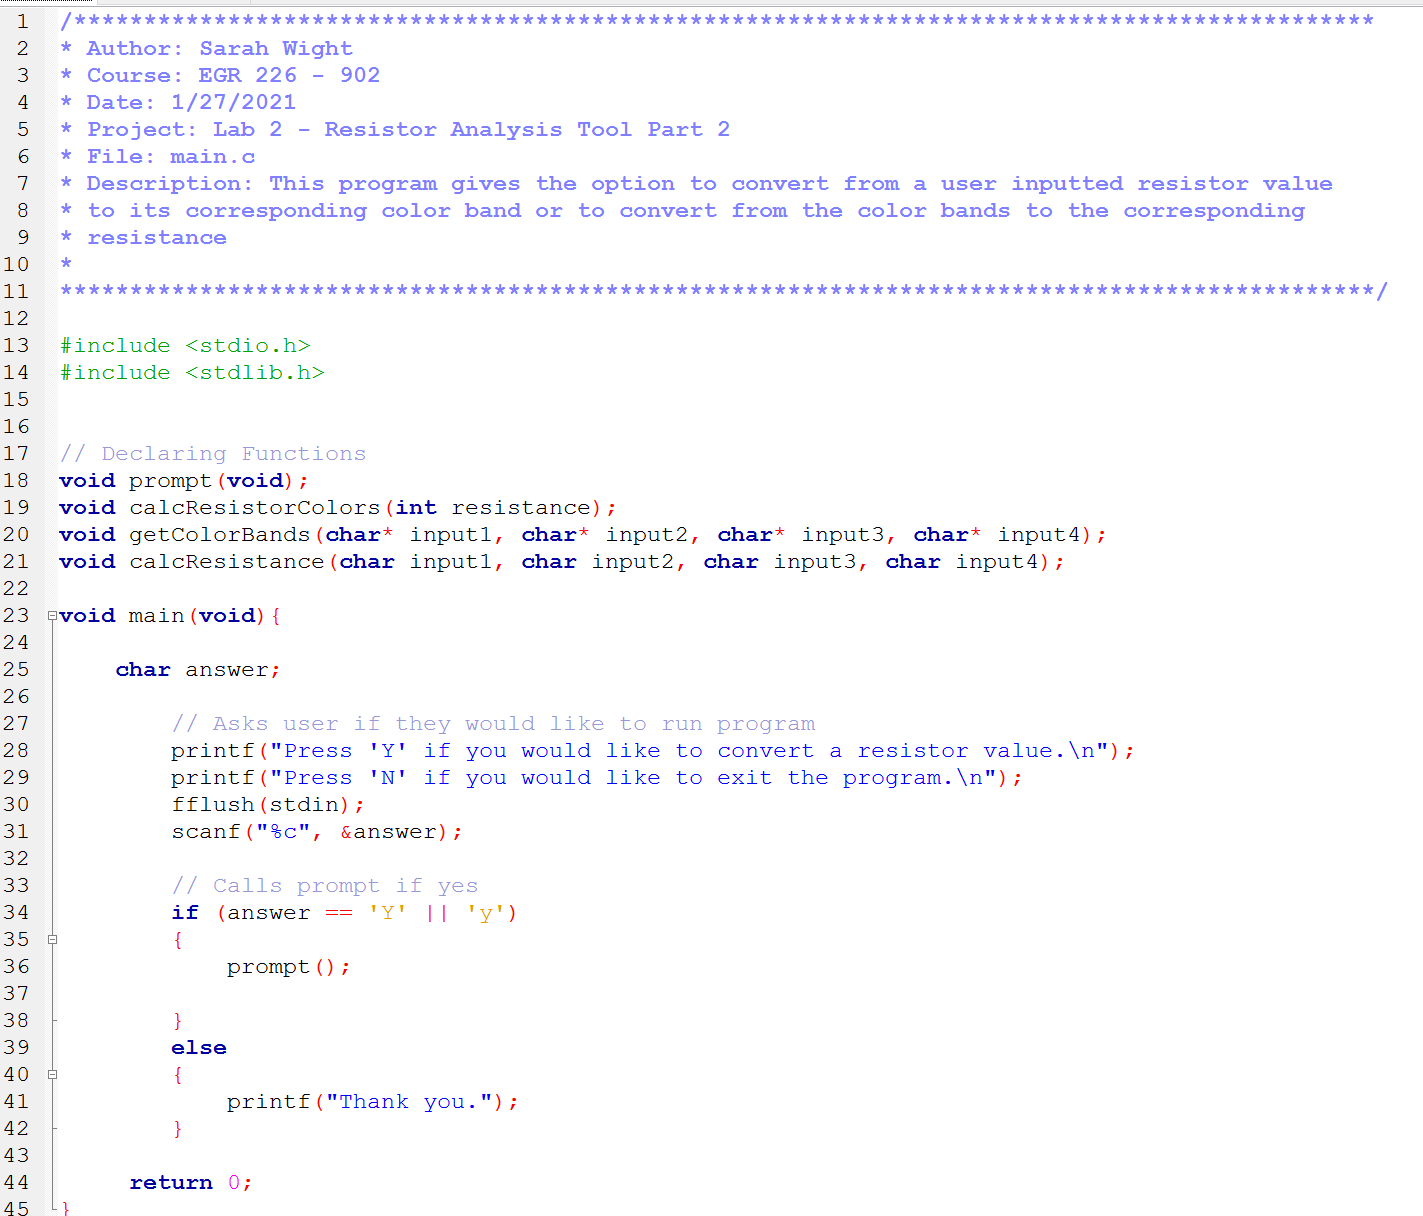 1 /*********************************************************************************************
2 * Author: Sarah Wight
3 * Course: EGR 226 - 902
4 * Date: 1/27/2021
5 * Project: Lab 2 - Resistor Analysis Tool Part 2
6 * File: main.c
7 * Description: This program gives the option to convert from a user inputted resistor value
8 * to its corresponding color band or to convert from the color bands to the corresponding
9 * resistance
10 *
11 **********************************************************************************************/
12
13 #include <stdio.h>
14 #include <stdlib.h>
15
16
17 // Declaring Functions
18 void prompt(void);
19 void calcResistorColors(int resistance);
20 void getColorBands(char* input1, char* input2, char* input3, char* input4);
21 void calcResistance(char input1, char input2, char input3, char input4);
22
23 void main(void){
24
25     char answer;
26
27         // Asks user if they would like to run program
28         printf("Press 'Y' if you would like to convert a resistor value.\n");
29         printf("Press 'N' if you would like to exit the program.\n");
30         fflush(stdin);
31         scanf("%c", &answer);
32
33         // Calls prompt if yes
34         if (answer == 'Y' || 'y')
35         {
36             prompt();
37
38         }
39         else
40         {
41             printf("Thank you.");
42         }
43
44      return 0;
45 }